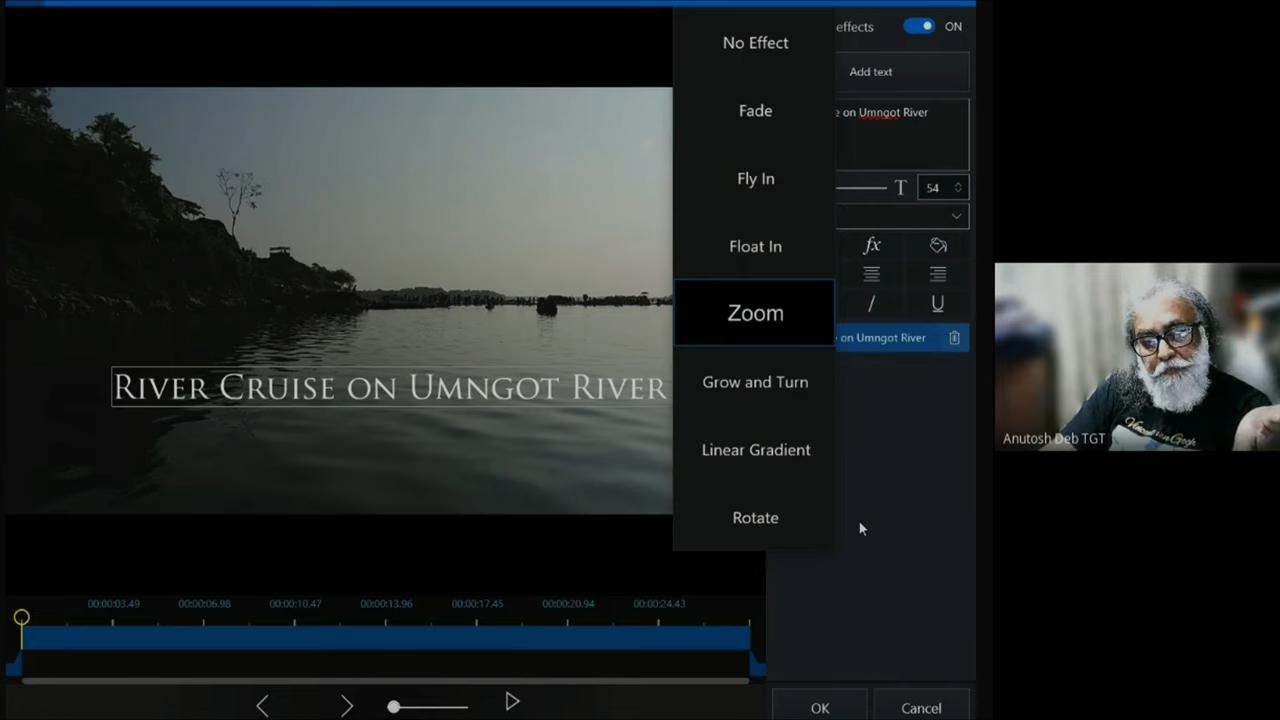 No Effect
Fade
Fly In
Float In
Zoom
Grow and Turn
Linear Gradient
Rotate
effects
ON
Add text
on Umngot River
T
54
fx
on Umngot River
RIVER CRUISE ON UMNGOT RIVER
00:00:03.49
00:00:06.98
00:00:10.47
00:00:13.96
00:00:17.45
00:00:20.94
00:00:24.43
OK
Cancel
Anutosh Deb TGT
Vincent van Gogh